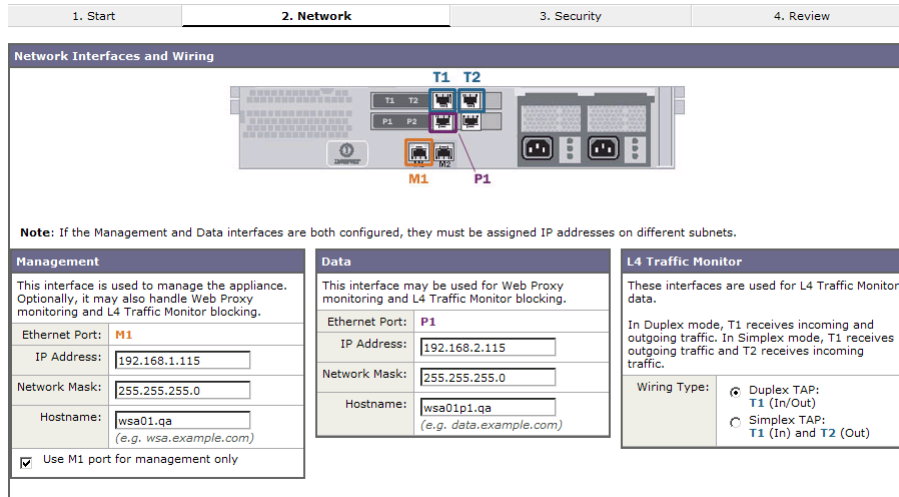 1. Start
2. Network
3. Security
4. Review
Network Interfaces and Wiring
T1 T2
T1 T2
P1 P2
M2
M1
P1
Note: If the Management and Data interfaces are both configured, they must be assigned IP addresses on different subnets.
Management
This interface is used to manage the appliance.
Optionally, it may also handle Web Proxy
monitoring and L4 Traffic Monitor blocking.
Ethernet Port: M1
IP Address: 192.168.1.115
Network Mask: 255.255.255.0
Hostname: wsa01.qa
(e.g. wsa.example.com)
Use M1 port for management only
Data
This interface may be used for Web Proxy
monitoring and L4 Traffic Monitor blocking.
Ethernet Port: P1
IP Address: 192.168.2.115
Network Mask: 255.255.255.0
Hostname: wsa01p1.qa
(e.g. data.example.com)
L4 Traffic Monitor
These interfaces are used for L4 Traffic Monitor
data.
In Duplex mode, T1 receives incoming and
outgoing traffic. In Simplex mode, T1 receives
outgoing traffic and T2 receives incoming
traffic.
Wiring Type:
Duplex TAP:
T1 (In/Out)
Simplex TAP:
T1 (In) and T2 (Out)